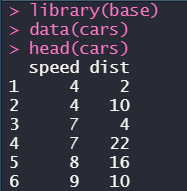 > library(base)
> data(cars)
> head(cars)
  speed dist
1     4    2
2     4   10
3     7    4
4     7   22
5     8   16
6     9   10